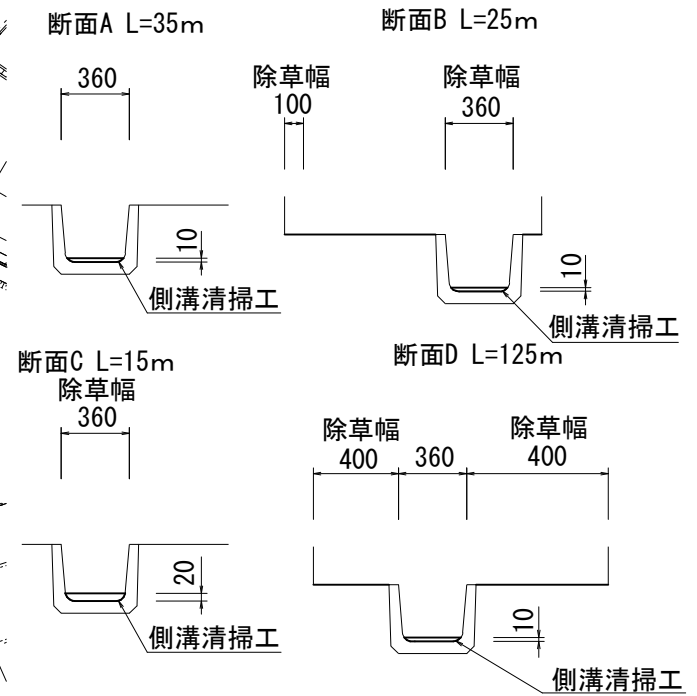 断面A L=35m
360
10
側溝清掃工
断面B L=25m
除草幅
100
除草幅
360
10
側溝清掃工
断面C L=15m
除草幅
360
20
側溝清掃工
断面D L=125m
除草幅
400
360
除草幅
400
10
側溝清掃工